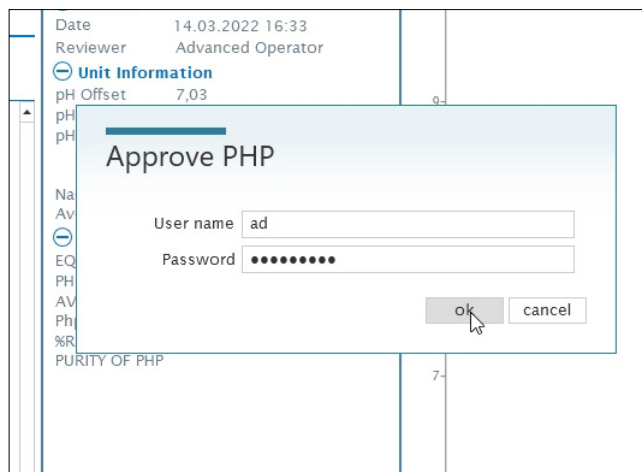 Date 14.03.2022 16:33
Reviewer Advanced Operator
Unit Information
pH Offset 7,03
9
pH
pH
Approve PHP
Na
Av
User name ad
EQ
Password •••••••••
PH
AV
ok cancel
Php
%R
PURITY OF PHP
7